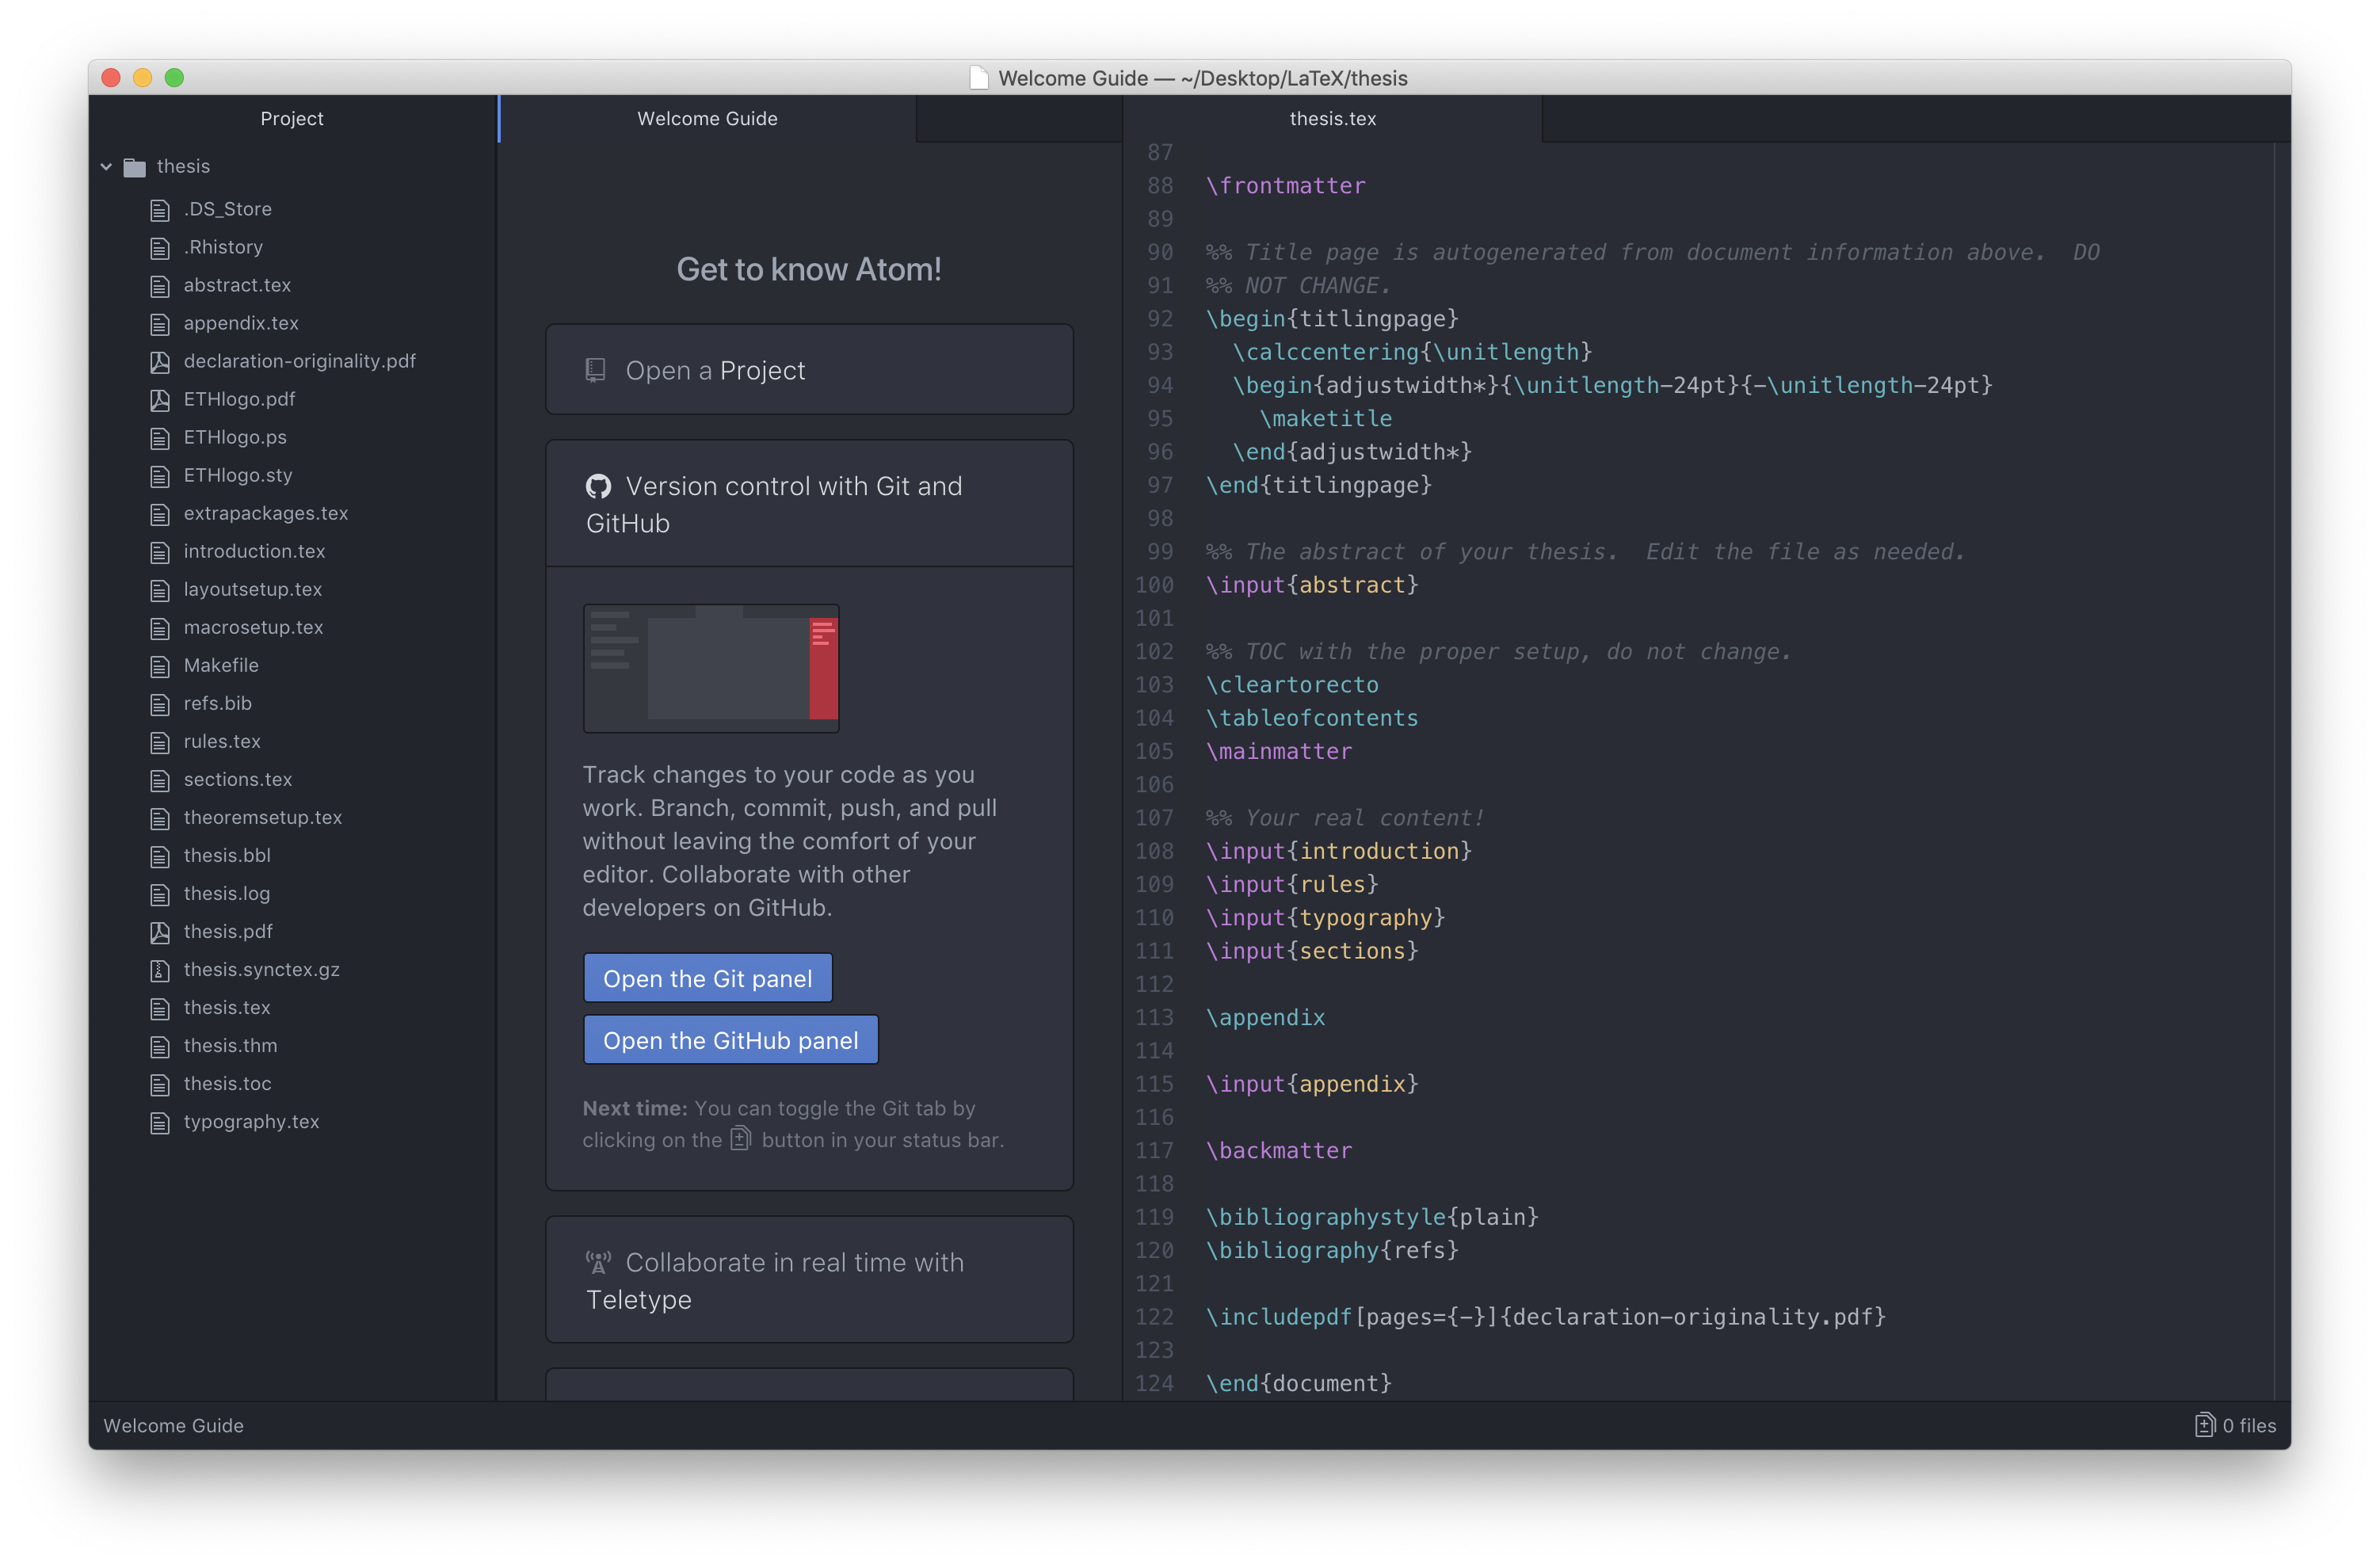 Welcome Guide — ~/Desktop/LaTeX/thesis
Project
thesis
.DS_Store
.Rhistory
abstract.tex
appendix.tex
declaration-originality.pdf
ETHlogo.pdf
ETHlogo.ps
ETHlogo.sty
extrapackages.tex
introduction.tex
layoutsetup.tex
macrosetup.tex
Makefile
refs.bib
rules.tex
sections.tex
theoremsetup.tex
thesis.bbl
thesis.log
thesis.pdf
thesis.synctex.gz
thesis.tex
thesis.thm
thesis.toc
typography.tex
Welcome Guide
Get to know Atom!
Open a Project
Version control with Git and
GitHub
Track changes to your code as you
work. Branch, commit, push, and pull
without leaving the comfort of your
editor. Collaborate with other
developers on GitHub.
Open the Git panel
Open the GitHub panel
Next time: You can toggle the Git tab by
clicking on the button in your status bar.
Collaborate in real time with
Teletype
thesis.tex
87
88 \frontmatter
89
90 %% Title page is autogenerated from document information above.  DO
91 %% NOT CHANGE.
92 \begin{titlingpage}
93   \calccentering{\unitlength}
94   \begin{adjustwidth*}{\unitlength-24pt}{-\unitlength-24pt}
95     \maketitle
96   \end{adjustwidth*}
97 \end{titlingpage}
98
99 %% The abstract of your thesis.  Edit the file as needed.
100 \input{abstract}
101
102 %% TOC with the proper setup, do not change.
103 \cleartorecto
104 \tableofcontents
105 \mainmatter
106
107 %% Your real content!
108 \input{introduction}
109 \input{rules}
110 \input{typography}
111 \input{sections}
112
113 \appendix
114
115 \input{appendix}
116
117 \backmatter
118
119 \bibliographystyle{plain}
120 \bibliography{refs}
121
122 \includepdf[pages={-}]{declaration-originality.pdf}
123
124 \end{document}
Welcome Guide
0 files